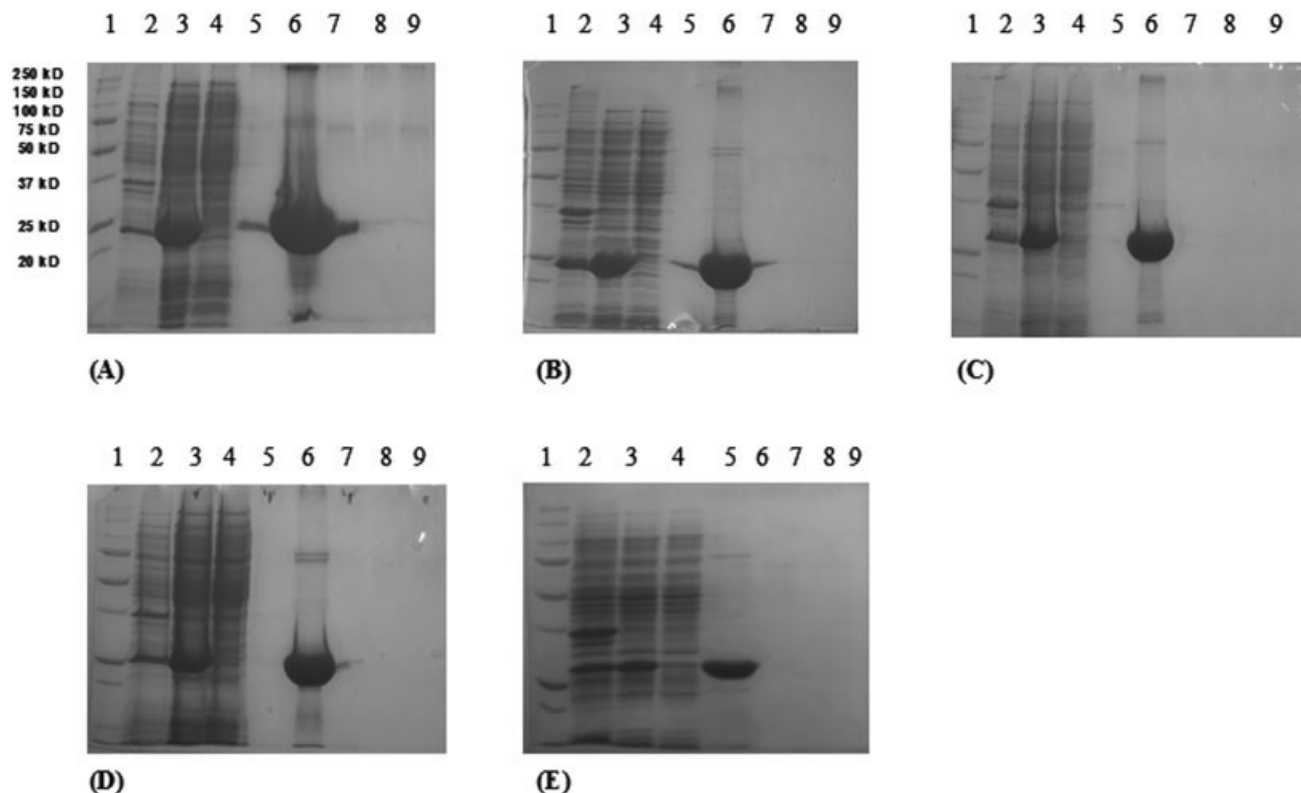 1 2 3 4 5 6 7 8 9
1 2 3 4 5 6 7 8 9
1 2 3 4 5 6 7 8 9
250 kD
150 kD
100 kD
75 kD
50 kD
37 kD
25 kD
20 kD
(A)
(B)
(C)
1 2 3 4 5 6 7 8 9
1 2 3 4 5 6 7 8 9
(D)
(E)